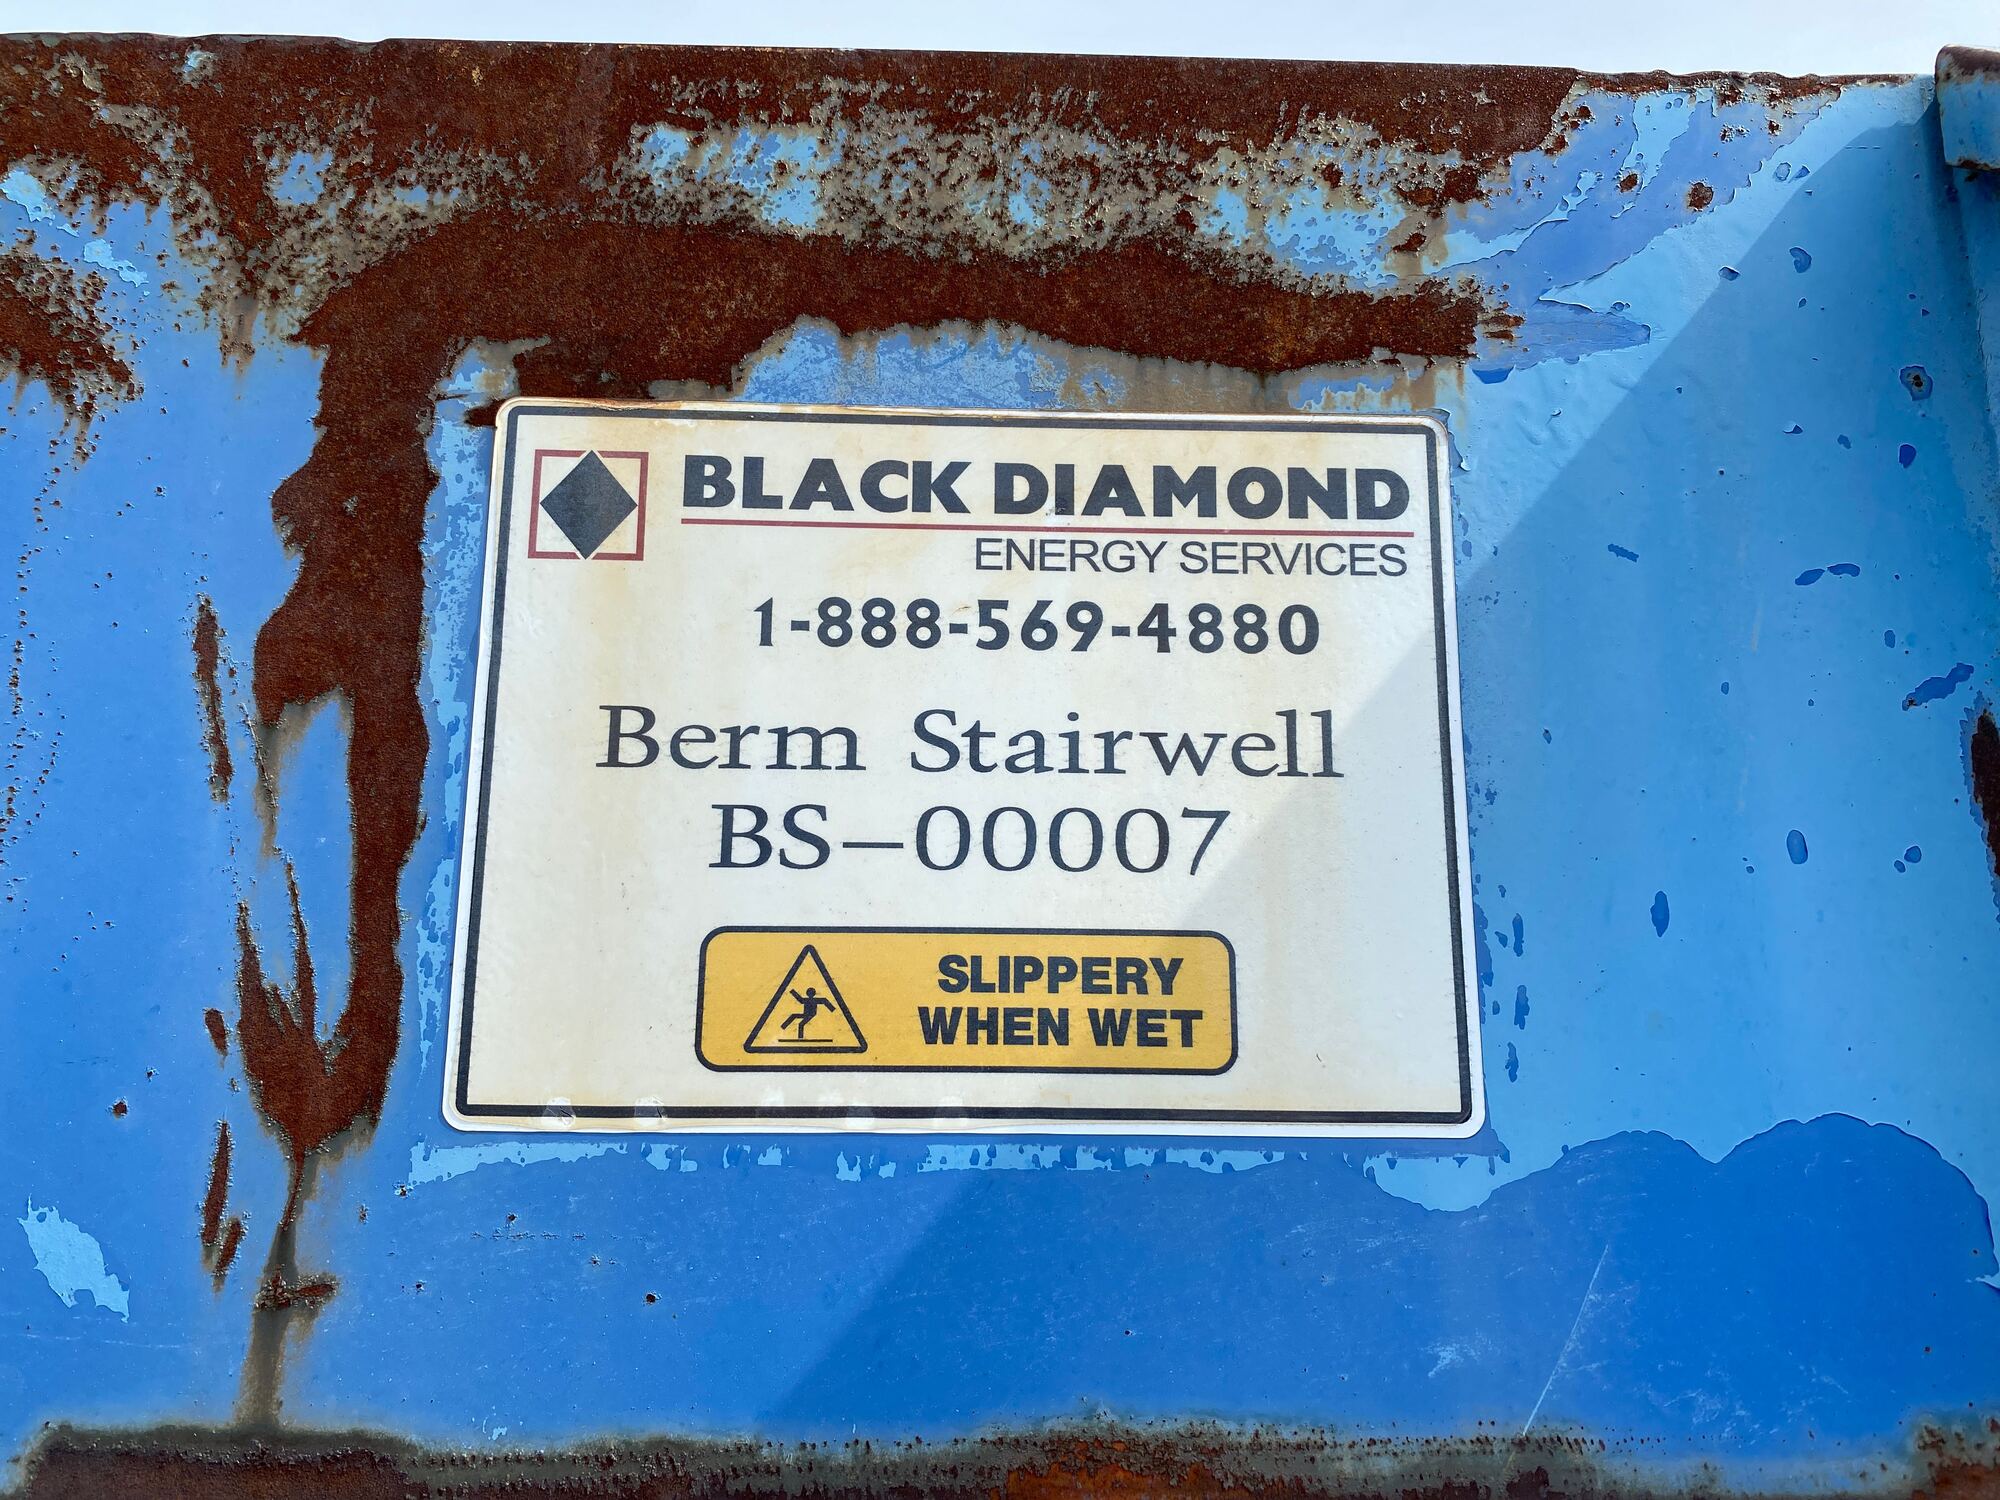 BLACK DIAMOND
ENERGY SERVICES
1-888-569-4880
Berm Stairwell
BS-00007
SLIPPERY
WHEN WET